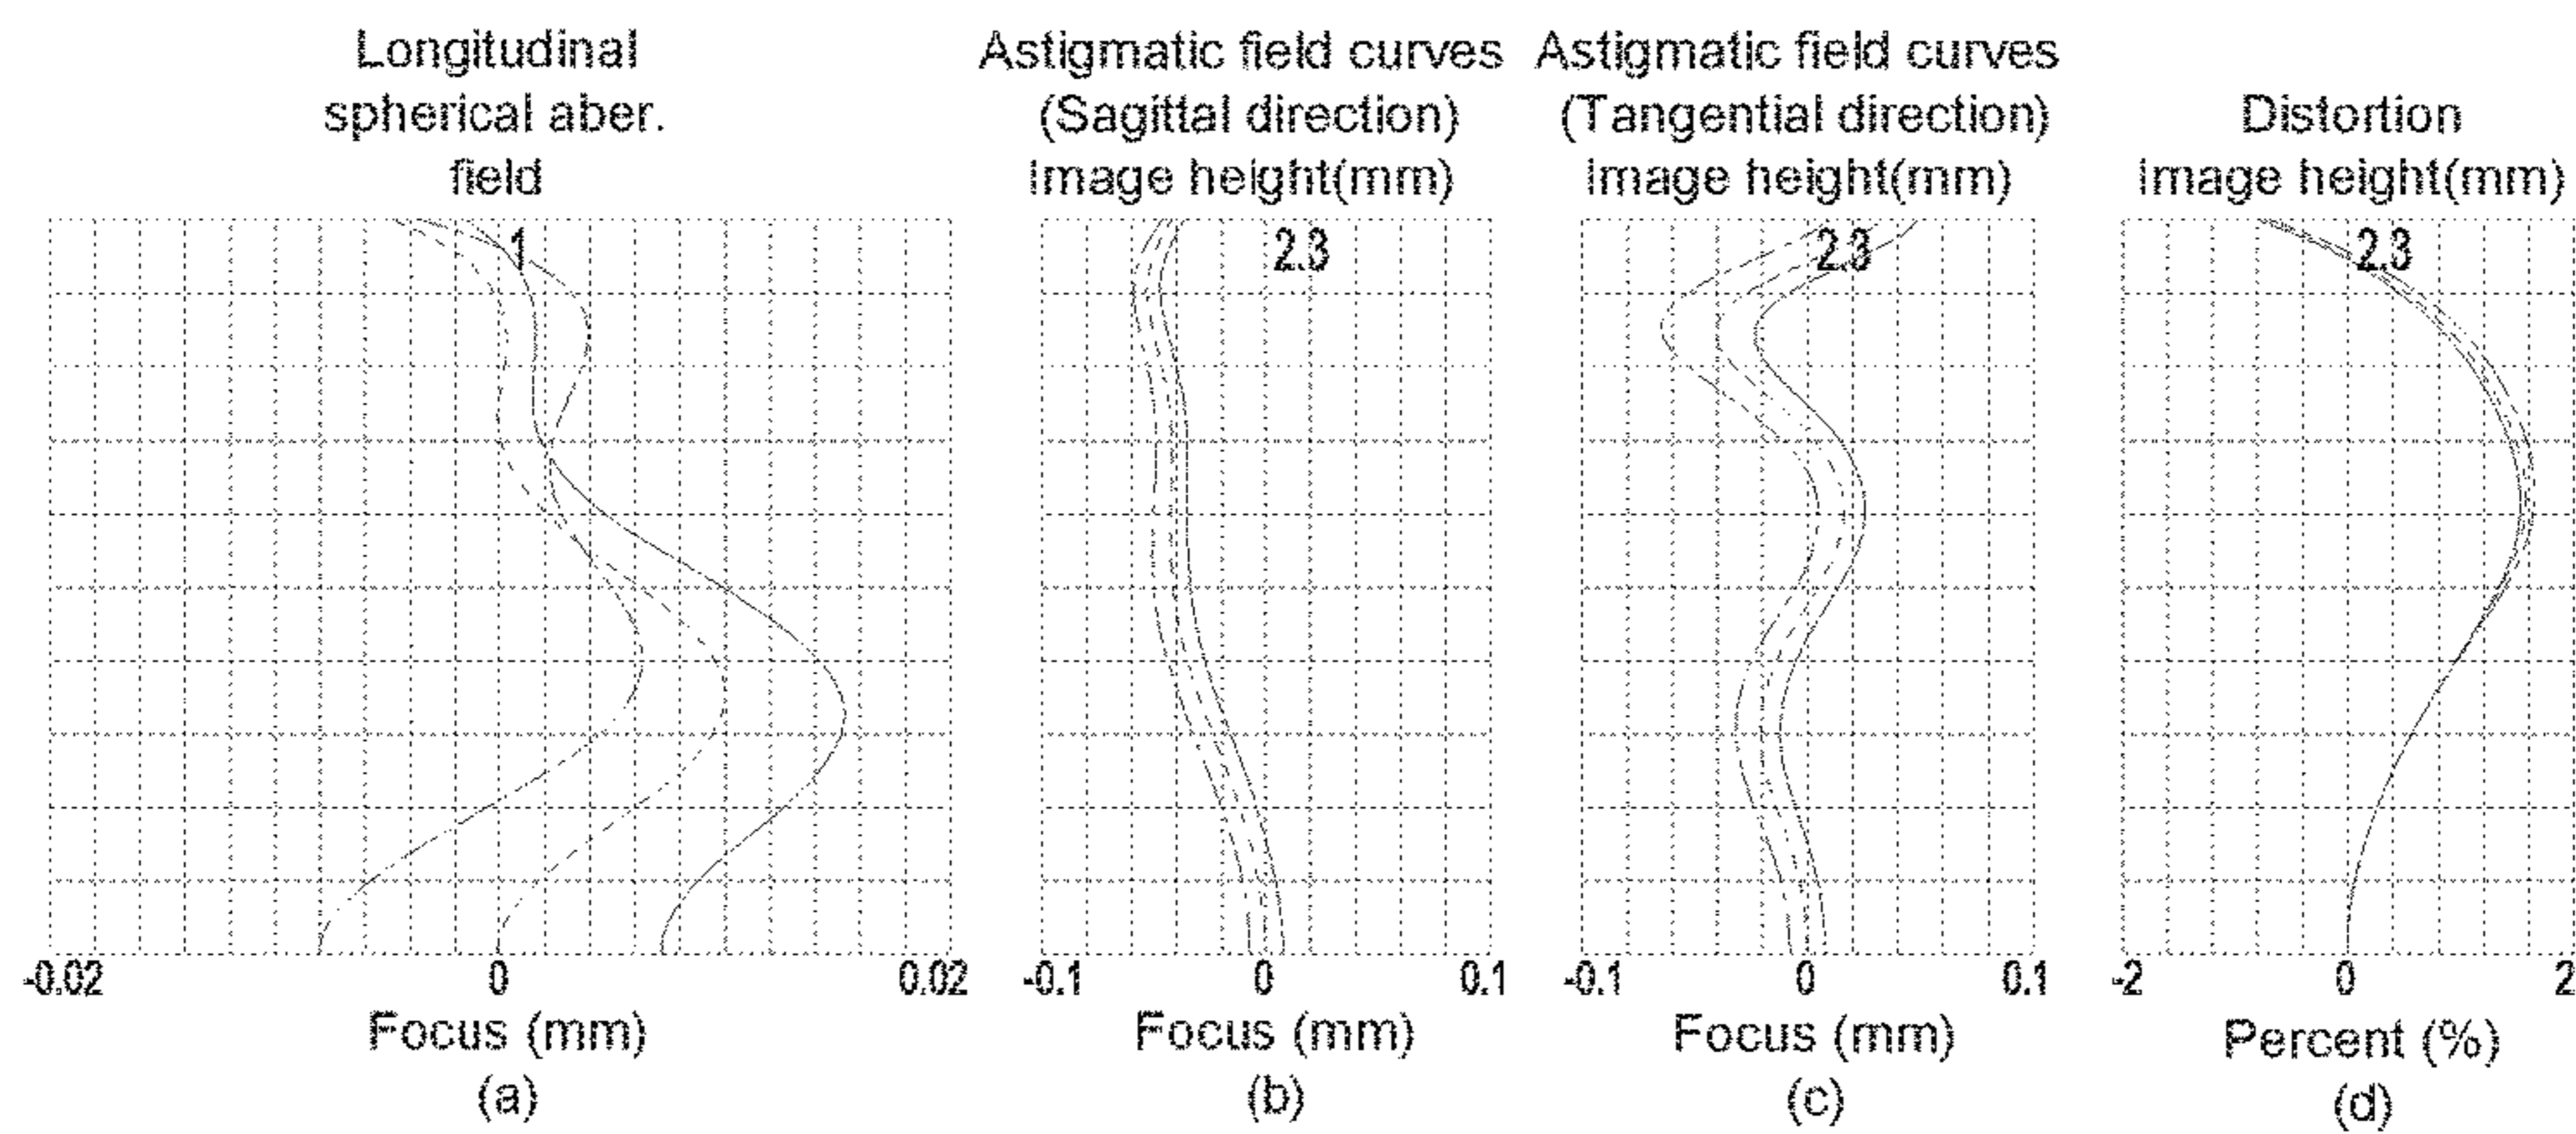 Longitudinal
spherical aber.
field
1
-0.02 0 0.02
Focus (mm)
(a)
Astigmatic field curves
(Sagittal direction)
Image height(mm)
2.3
-0.1 0 0.1
Focus (mm)
(b)
Astigmatic field curves
(Tangential direction)
Image height(mm)
2.3
-0.1 0 0.1
Focus (mm)
(c)
Distortion
Image height(mm)
2.3
-2 0 2
Percent (%)
(d)